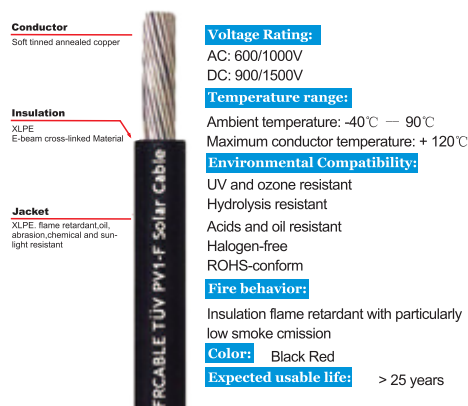 Conductor
Soft tinned annealed copper
Insulation
XLPE
E-beam cross-linked Material
Jacket
XLPE. flame retardant,oil,
abrasion,chemical and sun-
light resistant
FRCABLE TÜV PV1-F Solar Cable
Voltage Rating:
AC: 600/1000V
DC: 900/1500V
Temperature range:
Ambient temperature: -40℃ — 90℃
Maximum conductor temperature: + 120℃
Environmental Compatibility:
UV and ozone resistant
Hydrolysis resistant
Acids and oil resistant
Halogen-free
ROHS-conform
Fire behavior:
Insulation flame retardant with particularly
low smoke cmission
Color: Black Red
Expected usable life: > 25 years